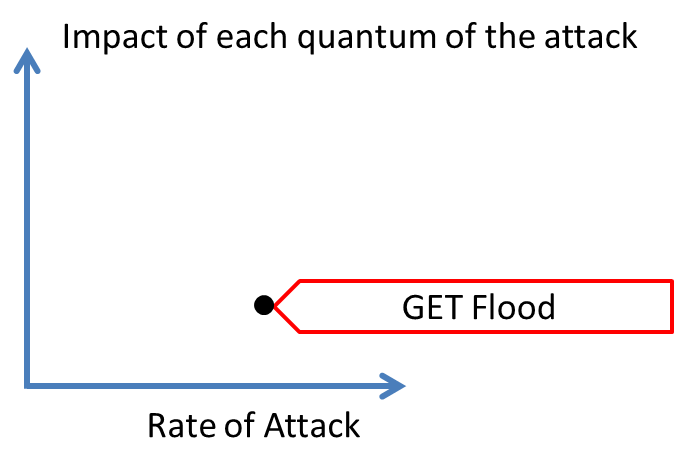 Impact of each quantum of the attack
GET Flood
Rate of Attack